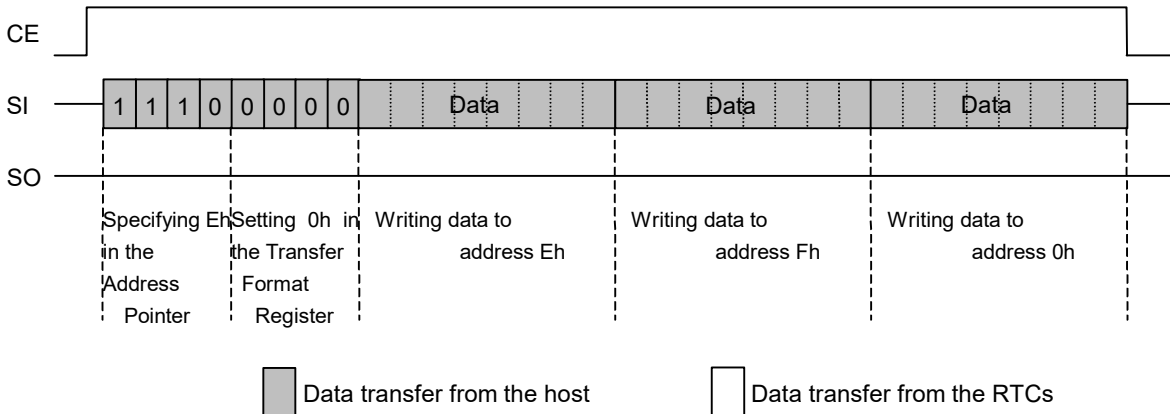 CE
SI 1 1 1 0 0 0 0 0 Data Data Data
SO
Specifying Eh Setting 0h in Writing data to Writing data to Writing data to
in the the Transfer address Eh address Fh address 0h
Address Format
Pointer Register
Data transfer from the host Data transfer from the RTCs